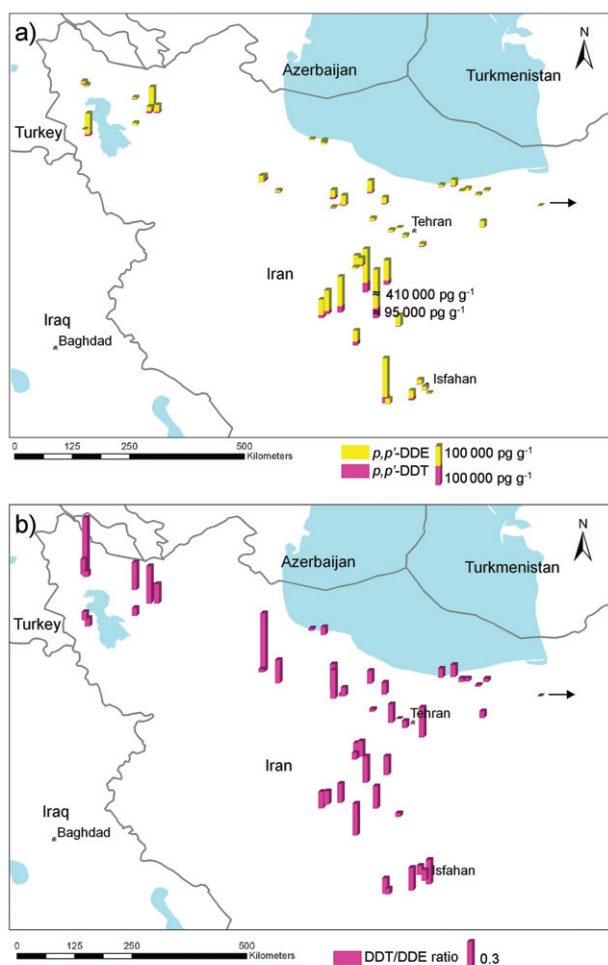 a)
N
Azerbaijan
Turkmenistan
Turkey
Tehran
Iran
410 000 pg g⁻¹
95 000 pg g⁻¹
Iraq
Baghdad
Isfahan
0 125 250 500
Kilometers
p,p'-DDE 100 000 pg g⁻¹
p,p'-DDT 100 000 pg g⁻¹
b)
N
Azerbaijan
Turkmenistan
Turkey
Tehran
Iran
Iraq
Baghdad
Isfahan
0 125 250 500
Kilometers
DDT/DDE ratio 0.3